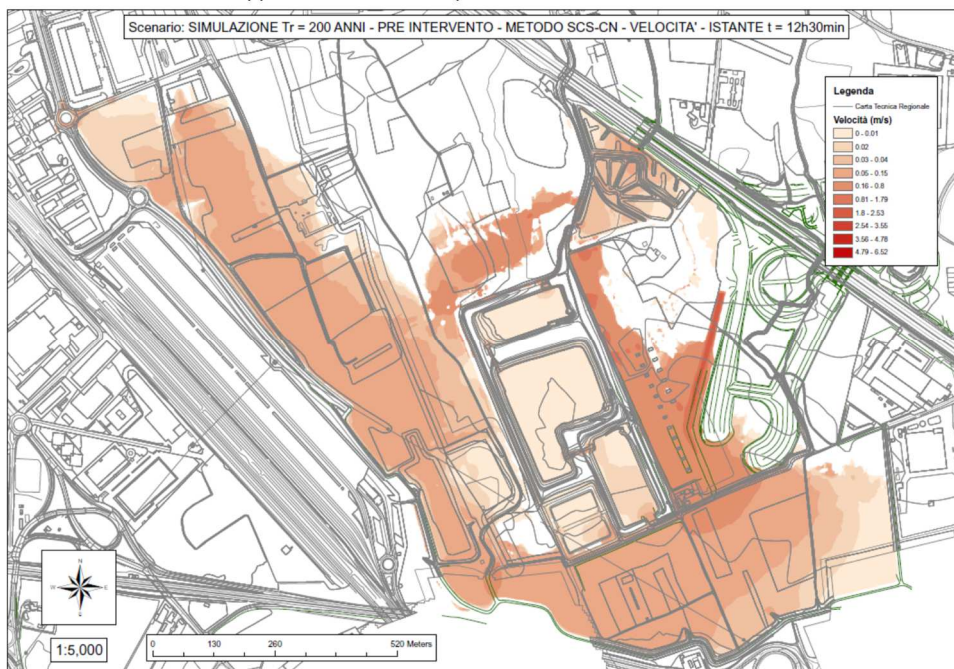 Scenario: SIMULAZIONE Tr = 200 ANNI - PRE INTERVENTO - METODO SCS-CN - VELOCITA' - ISTANTE t = 12h30min
Legenda
Carta Tecnica Regionale
Velocità (m/s)
0 - 0.01
0.02
0.03 - 0.04
0.05 - 0.15
0.16 - 0.8
0.81 - 1.79
1.8 - 2.53
2.54 - 3.55
3.56 - 4.78
4.79 - 6.52
N
W
E
S
1:5,000
0 130 260 520 Meters